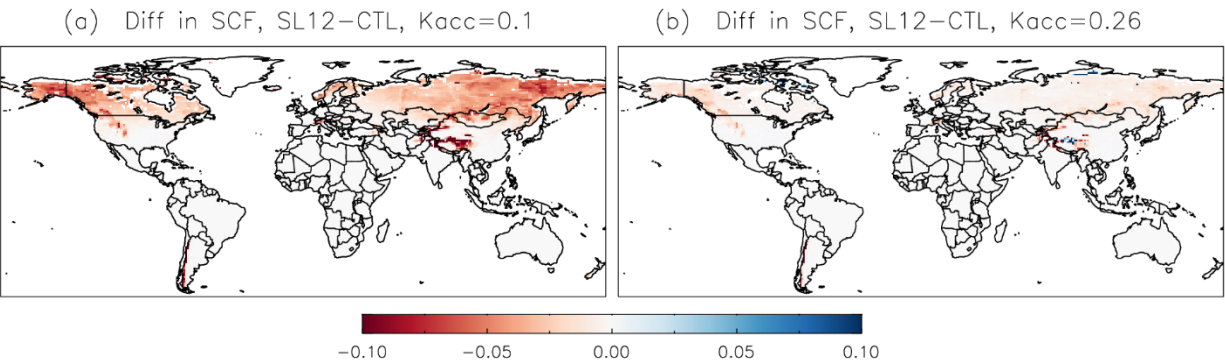 (a) Diff in SCF, SL12-CTL, Kacc=0.1
(b) Diff in SCF, SL12-CTL, Kacc=0.26
-0.10 -0.05 0.00 0.05 0.10